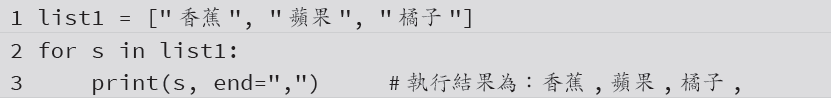 1 list1 = ["香蕉", "蘋果", "橘子"]
2 for s in list1:
3     print(s, end=",")     #執行結果為：香蕉,蘋果,橘子,